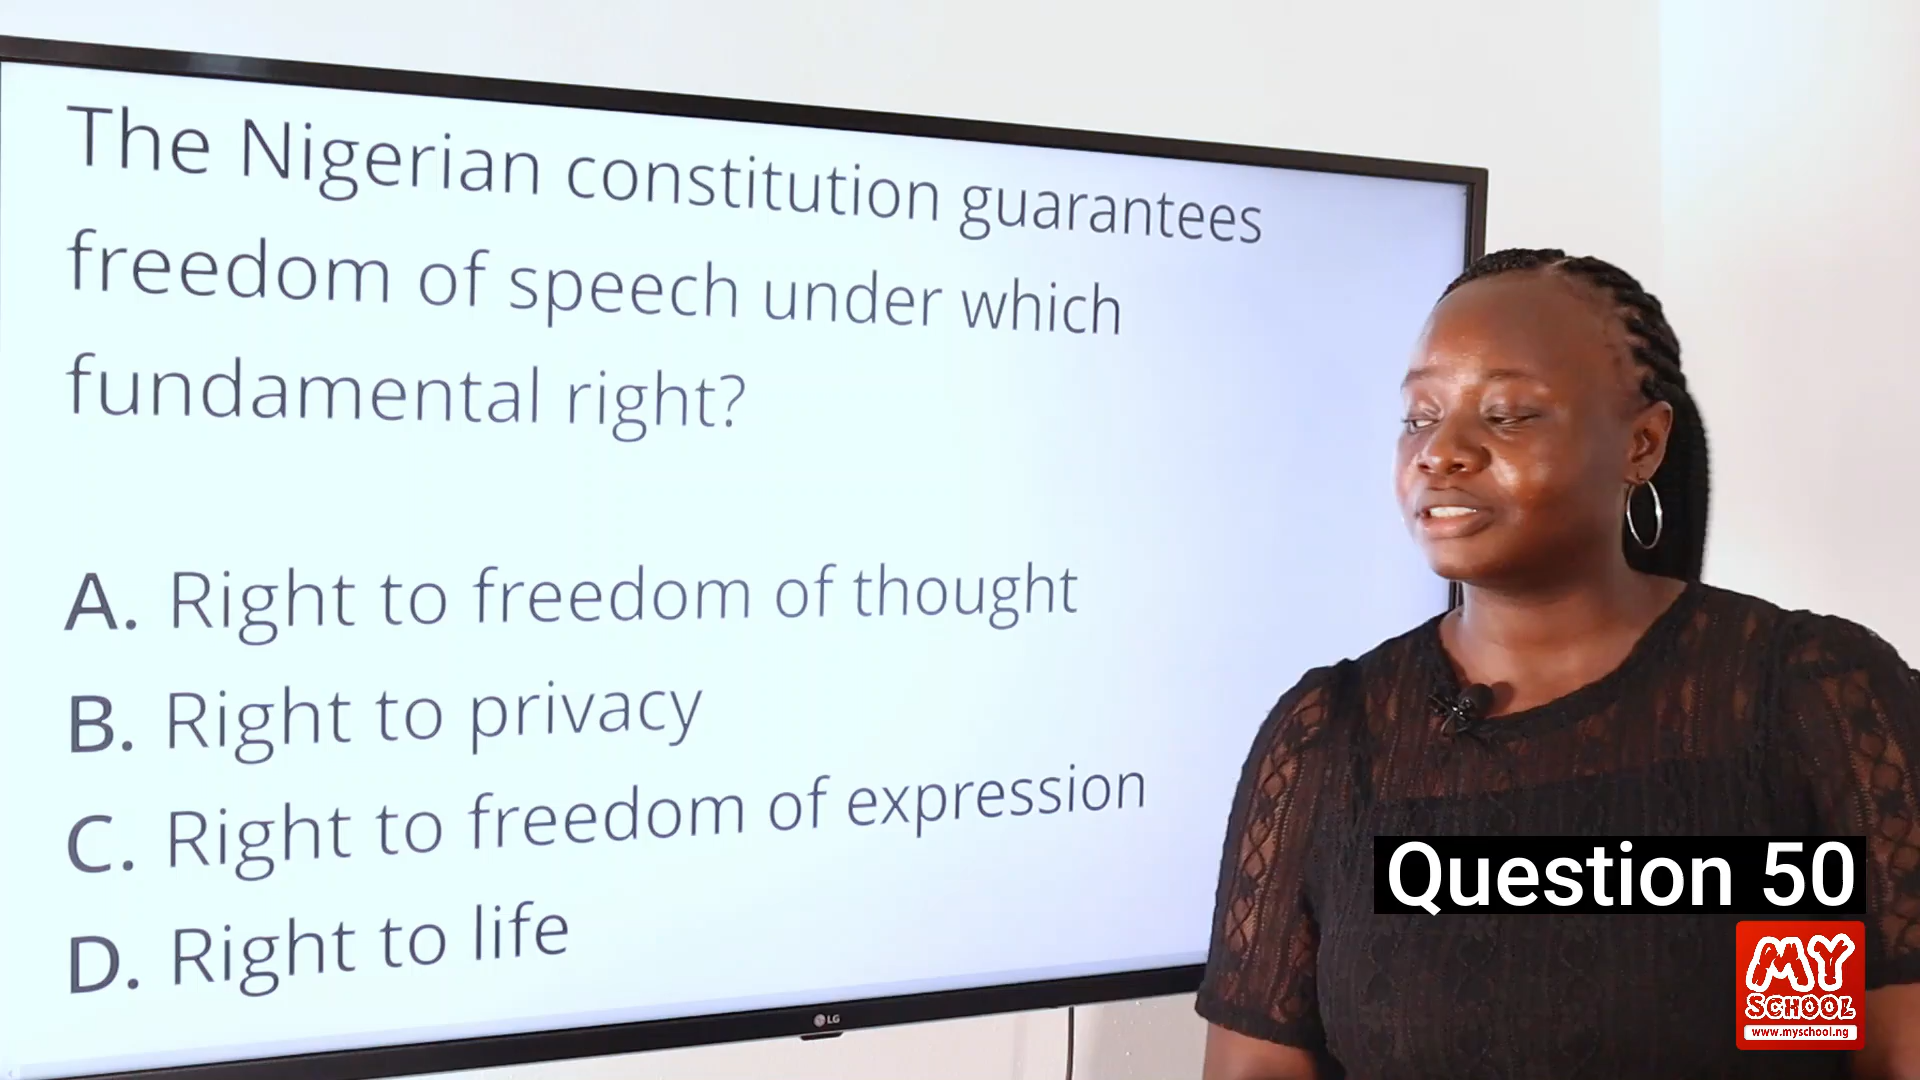 The Nigerian constitution guarantees
freedom of speech under which
fundamental right?
A. Right to freedom of thought
B. Right to privacy
C. Right to freedom of expression
D. Right to life
LG
Question 50
MY
SCHOOL
www.myschool.ng